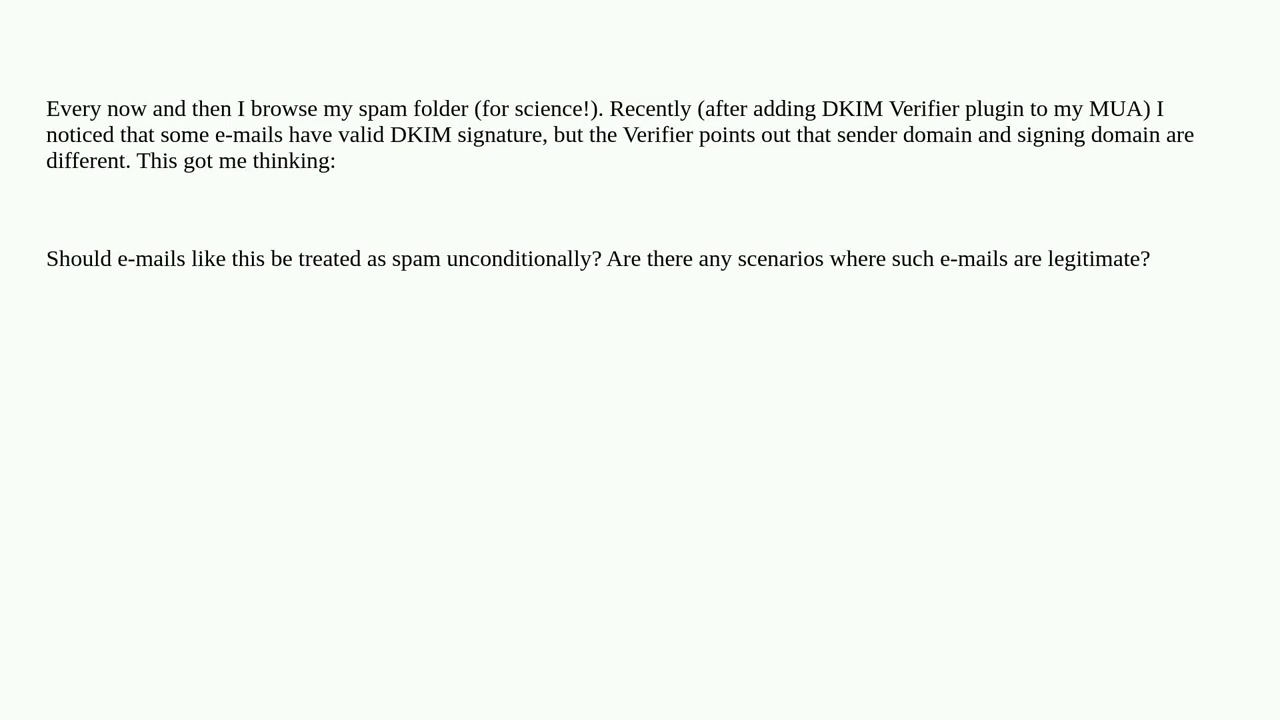 Every now and then I browse my spam folder (for science!). Recently (after adding DKIM Verifier plugin to my MUA) I
noticed that some e-mails have valid DKIM signature, but the Verifier points out that sender domain and signing domain are
different. This got me thinking:
Should e-mails like this be treated as spam unconditionally? Are there any scenarios where such e-mails are legitimate?